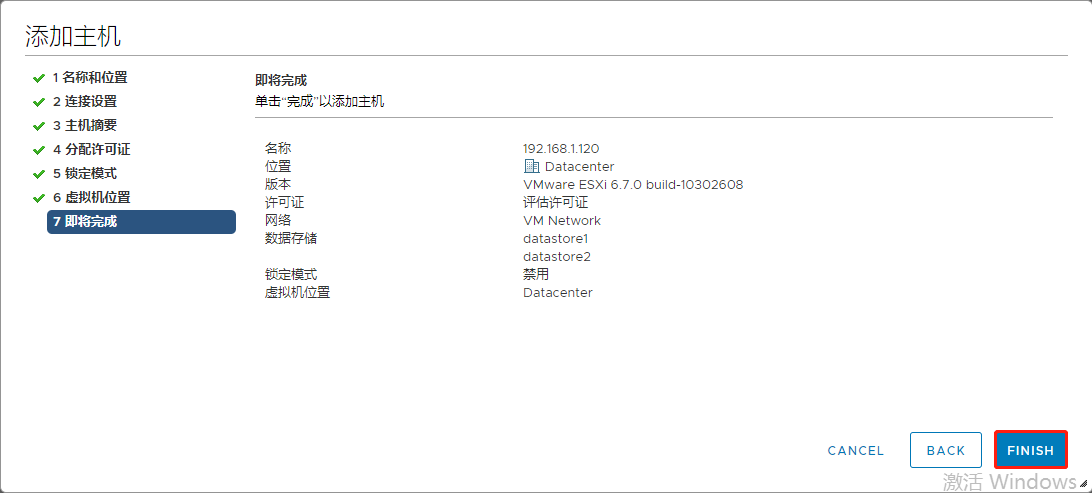 添加主机
1 名称和位置
2 连接设置
3 主机摘要
4 分配许可证
5 锁定模式
6 虚拟机位置
7 即将完成
即将完成
单击“完成”以添加主机
名称 192.168.1.120
位置 Datacenter
版本 VMware ESXi 6.7.0 build-10302608
许可证 评估许可证
网络 VM Network
数据存储 datastore1
datastore2
锁定模式 禁用
虚拟机位置 Datacenter
CANCEL BACK FINISH
激活 Windows